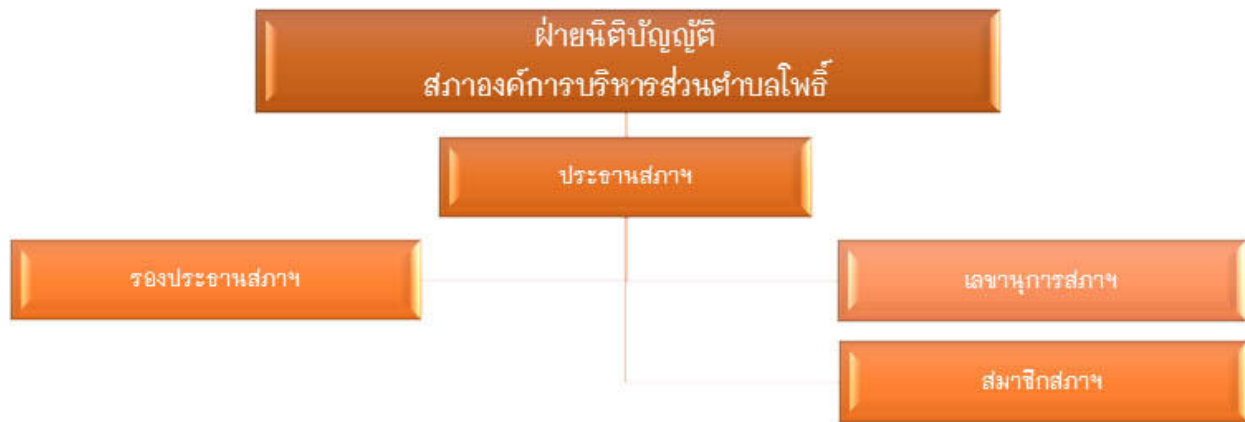 ฝ่ายนิติบัญญัติ
สภาองค์การบริหารส่วนตำบลโพธิ์
ประธานสภาฯ
รองประธานสภาฯ
เลขานุการสภาฯ
สมาชิกสภาฯ